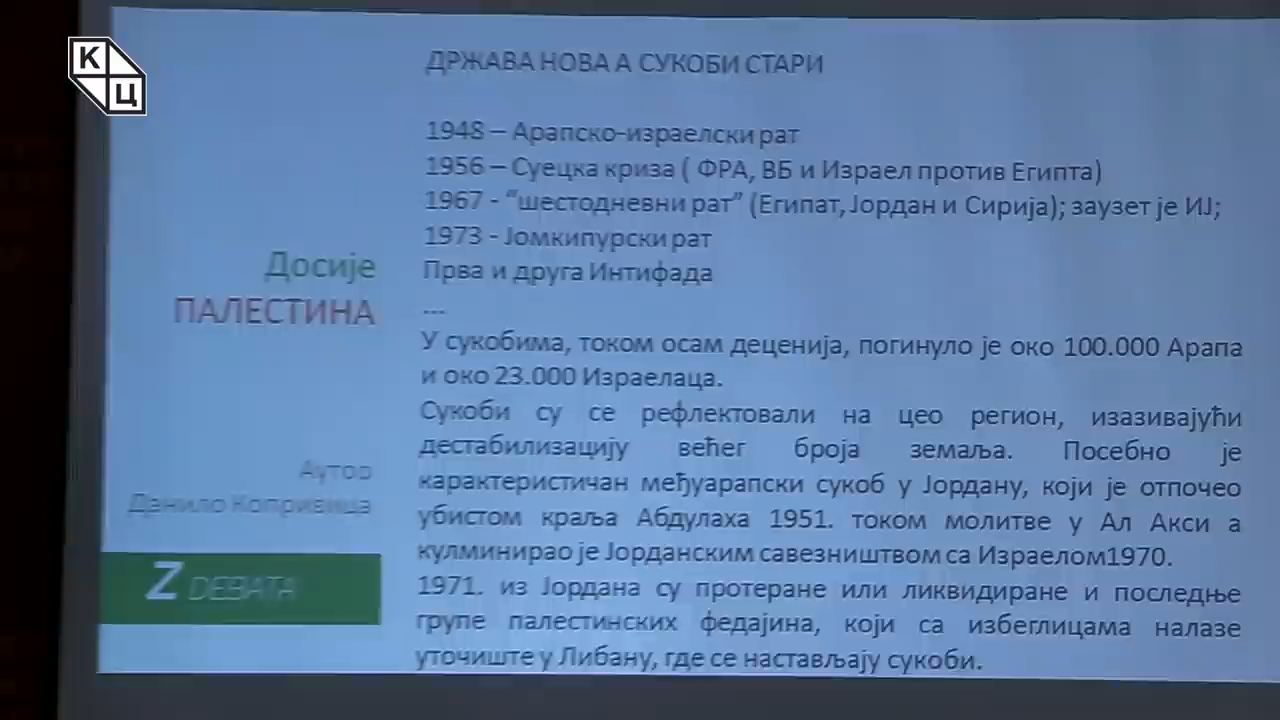 КЦ
ДРЖАВА НОВА А СУКОБИ СТАРИ
1948 – Арапско-израелски рат
1956 – Суецка криза ( ФРА, ВБ и Израел против Египта)
1967 - “шестодневни рат” (Египат, Јордан и Сирија); заузет је ИЈ;
1973 - Јомкипурски рат
Прва и друга Интифада
...
У сукобима, током осам деценија, погинуло је око 100.000 Арапа
и око 23.000 Израелаца.
Сукоби су се рефлектовали на цео регион, изазивајући
дестабилизацију већег броја земаља. Посебно је
карактеристичан међуарапски сукоб у Јордану, који је отпочео
убистом краља Абдулаха 1951. током молитве у Ал Акси а
кулминирао је Јорданским савезништвом са Израелом1970.
1971. из Јордана су протеране или ликвидиране и последње
групе палестинских федајина, који са избеглицама налазе
уточиште у Либану, где се настављају сукоби.
Досије
ПАЛЕСТИНА
Аутор
Данило Копривица
Z DEBATA